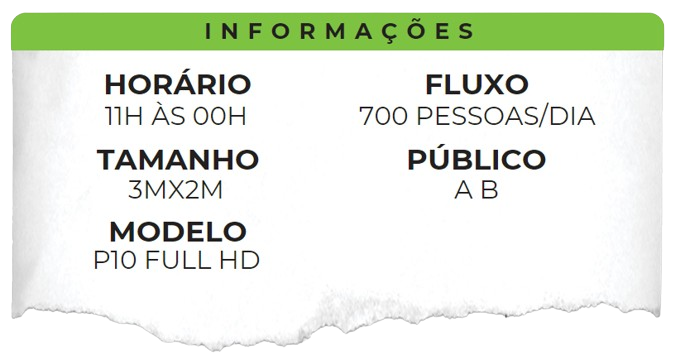 INFORMAÇÕES
HORÁRIO
11H ÀS 00H
TAMANHO
3MX2M
MODELO
P10 FULL HD
FLUXO
700 PESSOAS/DIA
PÚBLICO
A B